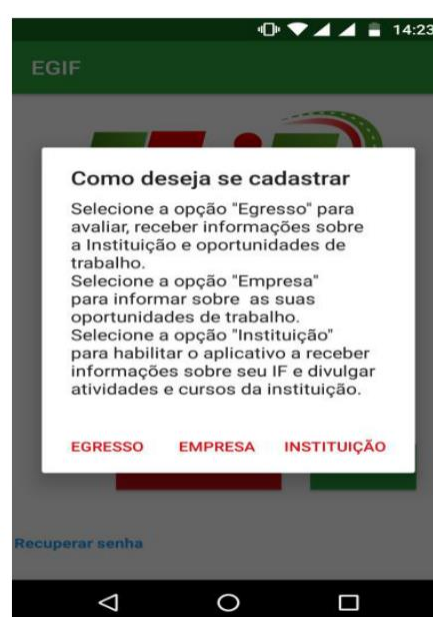 14:23
EGIF
Como deseja se cadastrar
Selecione a opção "Egresso" para
avaliar, receber informações sobre
a Instituição e oportunidades de
trabalho.
Selecione a opção "Empresa"
para informar sobre as suas
oportunidades de trabalho.
Selecione a opção "Instituição"
para habilitar o aplicativo a receber
informações sobre seu IF e divulgar
atividades e cursos da instituição.
EGRESSO EMPRESA INSTITUIÇÃO
Recuperar senha